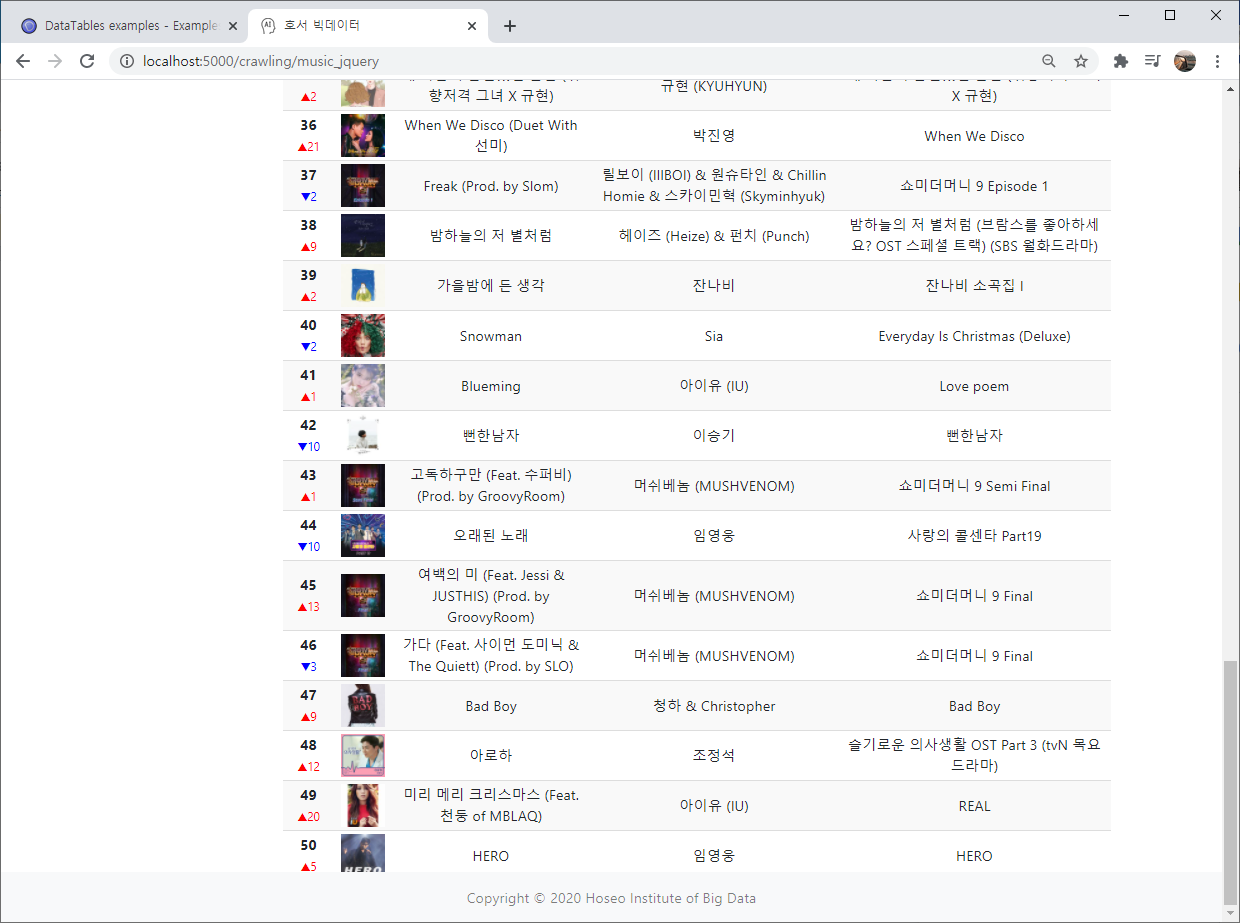 DataTables examples - Example
호서 빅데이터
localhost:5000/crawling/music_jquery
▲2
향저격 그녀 X 규현)
규현 (KYUHYUN)
X 규현)
36
▲21
When We Disco (Duet With
선미)
박진영
When We Disco
37
▼2
Freak (Prod. by Slom)
릴보이 (lIlBOI) & 원슈타인 & Chillin
Homie & 스카이민혁 (Skyminhyuk)
쇼미더머니 9 Episode 1
38
▲9
밤하늘의 저 별처럼
헤이즈 (Heize) & 펀치 (Punch)
밤하늘의 저 별처럼 (브람스를 좋아하세
요? OST 스페셜 트랙) (SBS 월화드라마)
39
▲2
가을밤에 든 생각
잔나비
잔나비 소곡집 I
40
▼2
Snowman
Sia
Everyday Is Christmas (Deluxe)
41
▲1
Blueming
아이유 (IU)
Love poem
42
▼10
뻔한남자
이승기
뻔한남자
43
▲1
고독하구만 (Feat. 수퍼비)
(Prod. by GroovyRoom)
머쉬베놈 (MUSHVENOM)
쇼미더머니 9 Semi Final
44
▼10
오래된 노래
임영웅
사랑의 콜센타 Part19
45
▲13
여백의 미 (Feat. Jessi &
JUSTHIS) (Prod. by
GroovyRoom)
머쉬베놈 (MUSHVENOM)
쇼미더머니 9 Final
46
▼3
가다 (Feat. 사이먼 도미닉 &
The Quiett) (Prod. by SLO)
머쉬베놈 (MUSHVENOM)
쇼미더머니 9 Final
47
▲9
Bad Boy
청하 & Christopher
Bad Boy
48
▲12
아로하
조정석
슬기로운 의사생활 OST Part 3 (tvN 목요
드라마)
49
▲20
미리 메리 크리스마스 (Feat.
천둥 of MBLAQ)
아이유 (IU)
REAL
50
▲5
HERO
HERO
임영웅
HERO
Copyright © 2020 Hoseo Institute of Big Data